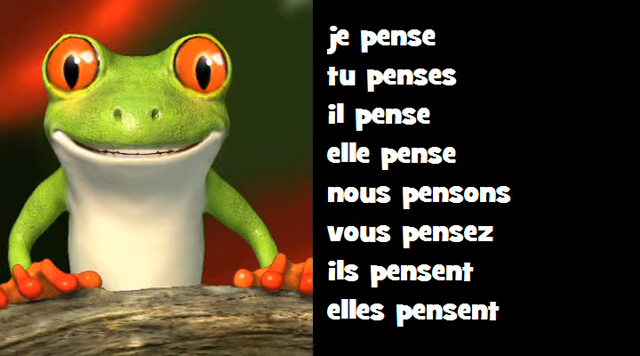 je pense
tu penses
il pense
elle pense
nous pensons
vous pensez
ils pensent
elles pensent